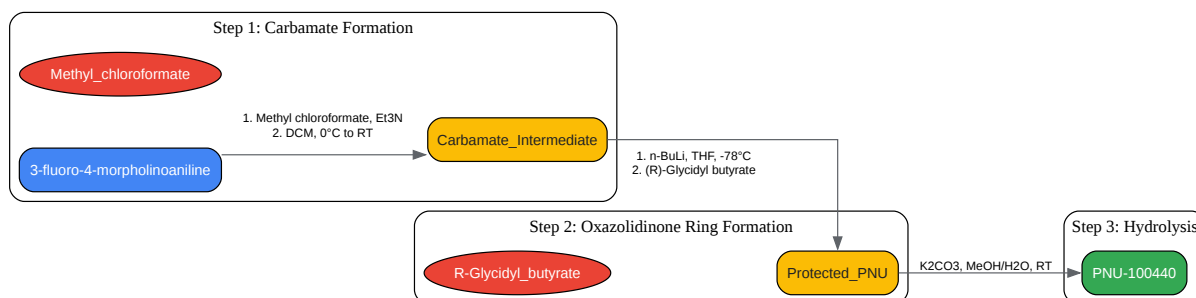 Step 1: Carbamate Formation
Methyl_chloroformate
1. Methyl chloroformate, Et3N
2. DCM, 0°C to RT
3-fluoro-4-morpholinoaniline
Carbamate_Intermediate
1. n-BuLi, THF, -78°C
2. (R)-Glycidyl butyrate
Step 2: Oxazolidinone Ring Formation
R-Glycidyl_butyrate
Protected_PNU
K2CO3, MeOH/H2O, RT
Step 3: Hydrolysis
PNU-100440